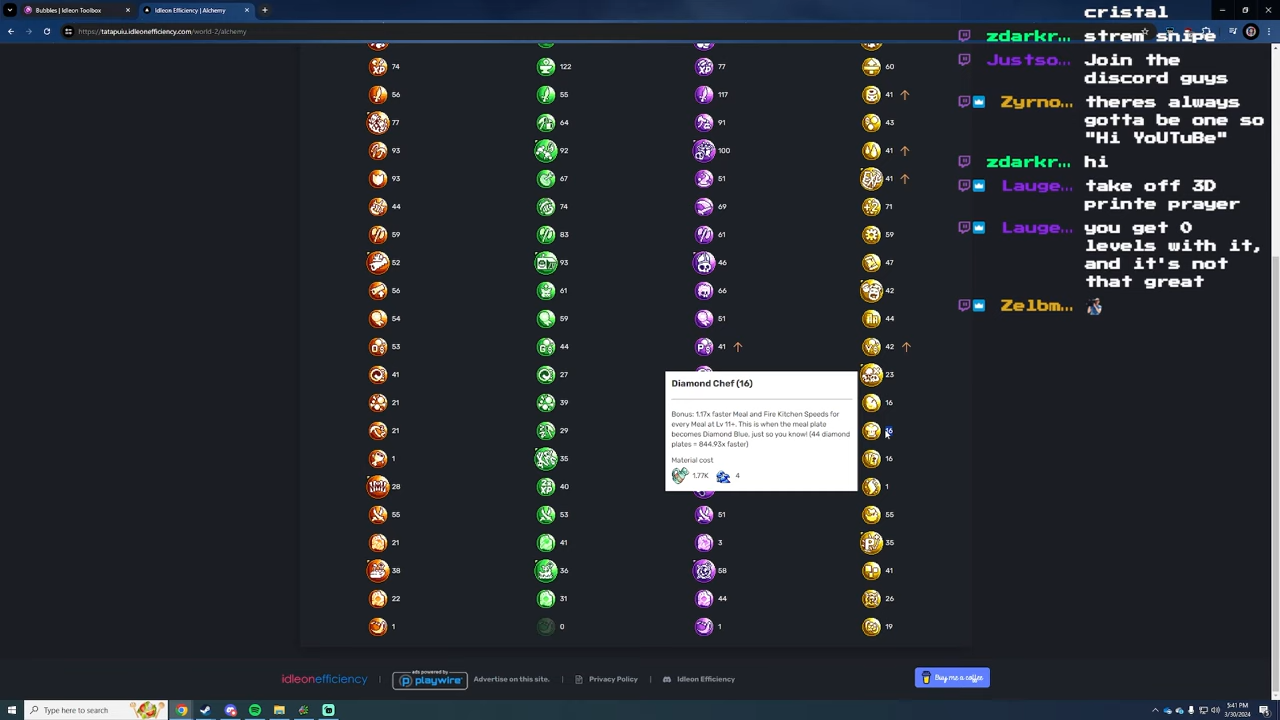 Bubbles | Idleon Toolbox
Idleon Efficiency | Alchemy
https://tatapuiu.idleonefficiency.com/world-2/alchemy
74 122 77 60
56 55 117 41
77 64 91 43
93 92 100 41
93 67 51 41
44 74 69 71
59 83 61 59
52 93 46 47
56 61 66 42
54 59 51 44
53 44 41 42
41 27 23
21 39 16
21 29 16
1 35 16
28 40 1
55 53 51 55
21 41 3 35
38 36 58 41
22 31 44 26
1 0 1 19
Diamond Chef (16)
Bonus: 1.17x faster Meal and Fire Kitchen Speeds for
every Meal at Lv 11+. This is when the meal plate
becomes Diamond Blue, just so you know! (44 diamond
plates = 844.93x faster)
Material cost
1.77K 4
cristal
zdarkr... strem snipe
Justso... Join the
discord guys
Zyrno... theres always
gotta be one so
"Hi YoUTuBe"
zdarkr... hi
Lauge... take off 3D
printe prayer
Lauge... you get 0
levels with it,
and it's not
that great
Zelbm...
idleonefficiency
ads powered by
playwire
Advertise on this site.
Privacy Policy
Idleon Efficiency
Buy me a coffee
Type here to search
5:41 PM
3/30/2024